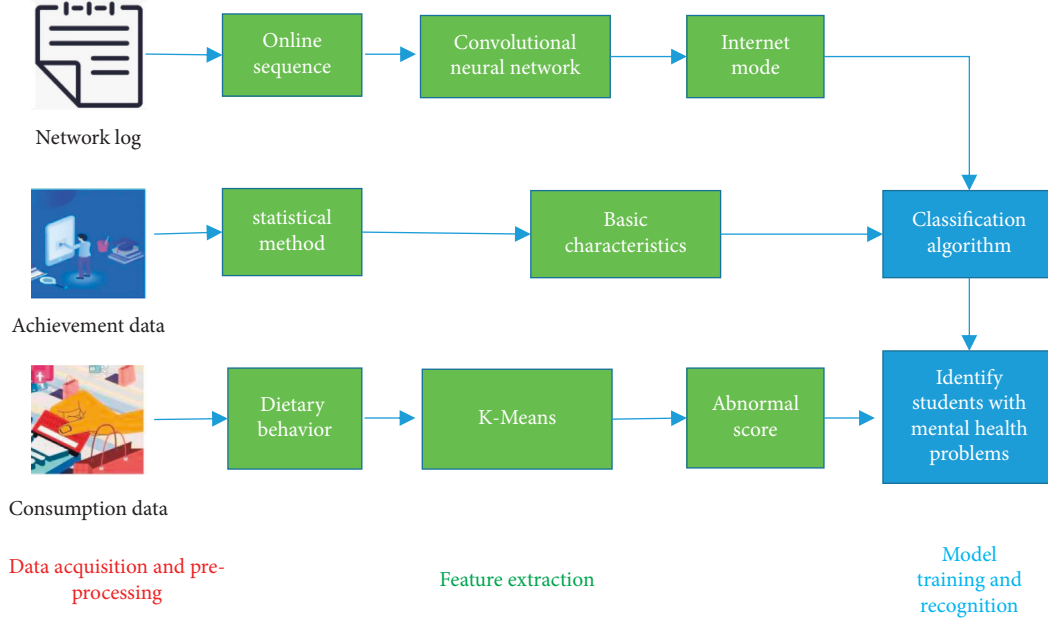 Network log
Online
sequence
Convolutional
neural network
Internet
mode
Achievement data
statistical
method
Basic
characteristics
Classification
algorithm
Consumption data
Dietary
behavior
K-Means
Abnormal
score
Identify
students with
mental health
problems
Data acquisition and pre-
processing
Feature extraction
Model
training and
recognition